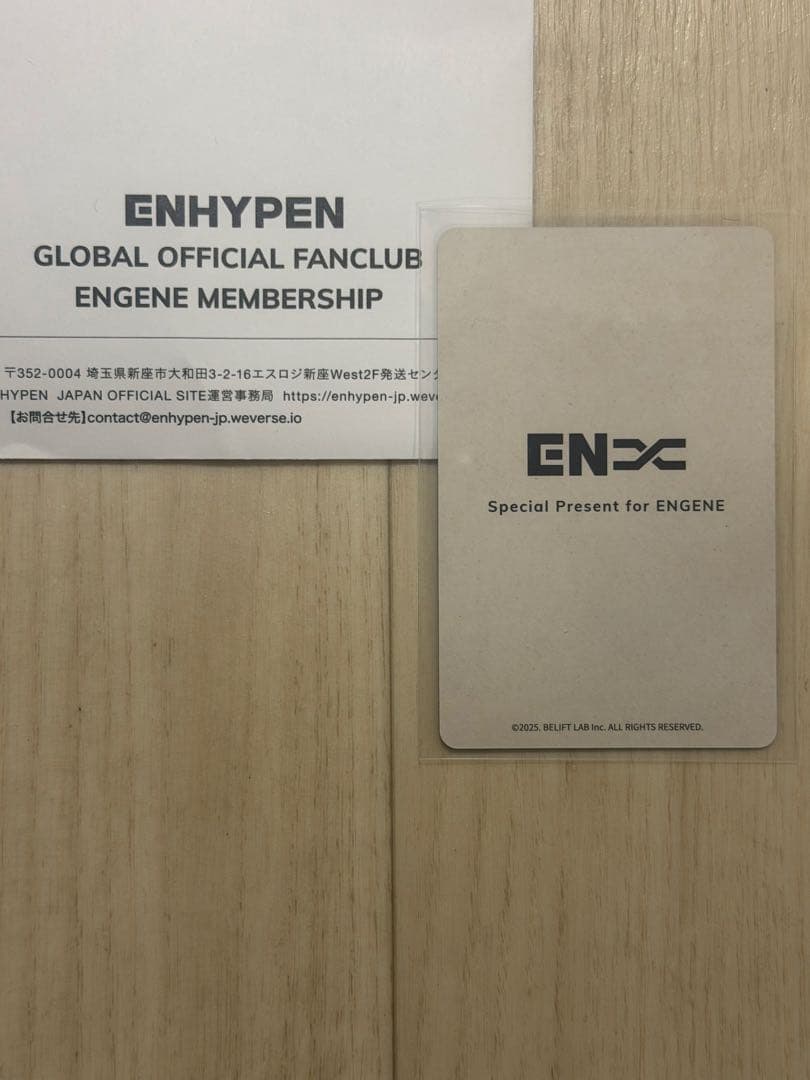 ENHYPEN
GLOBAL OFFICIAL FANCLUB
ENGENE MEMBERSHIP
〒352-0004 埼玉県新座市大和田3-2-16エスロジ新座West2F発送セン
HYPEN JAPAN OFFICIAL SITE運営事務局 https://enhypen-jp.wev
【お問合せ先】contact@enhypen-jp.weverse.io
EN
Special Present for ENGENE
©2025. BELIFT LAB Inc. ALL RIGHTS RESERVED.